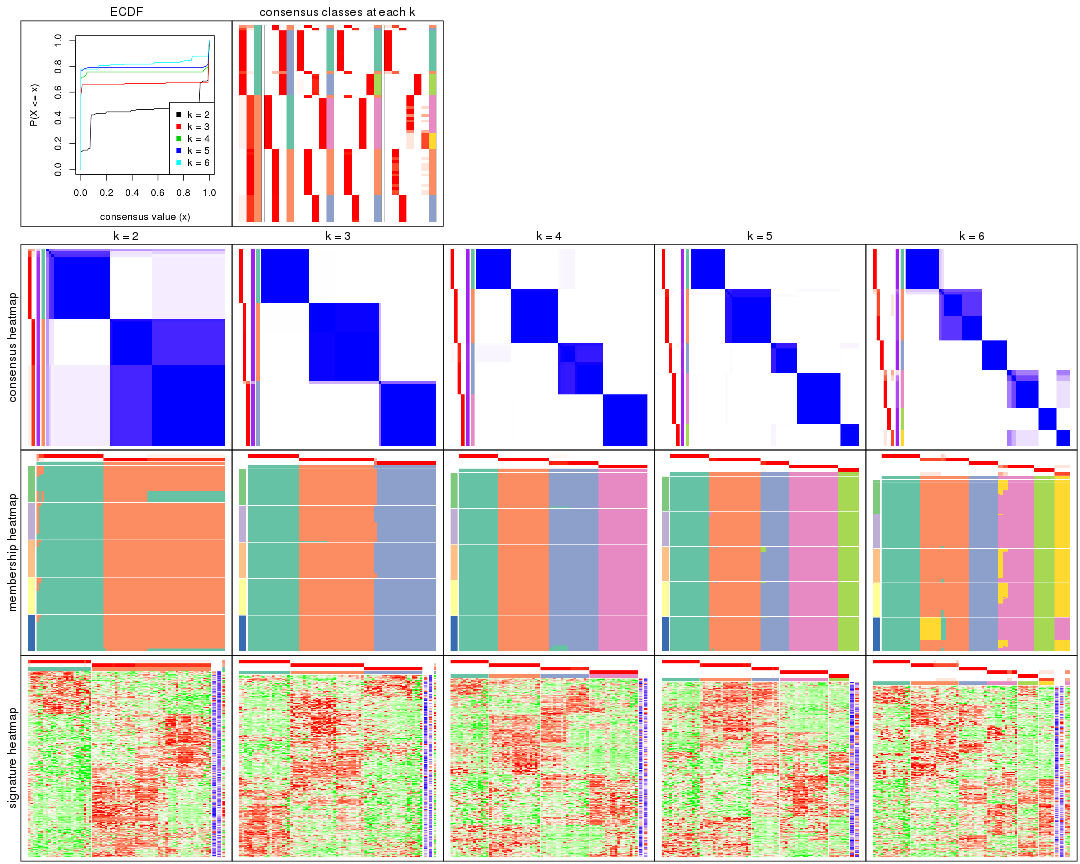 ECDF
consensus classes at each k
P(X <= x)
0.0 0.2 0.4 0.6 0.8 1.0
k = 2
k = 3
k = 4
k = 5
k = 6
0.0 0.2 0.4 0.6 0.8 1.0
consensus value (x)
k = 2 k = 3 k = 4 k = 5 k = 6
consensus heatmap
membership heatmap
signature heatmap